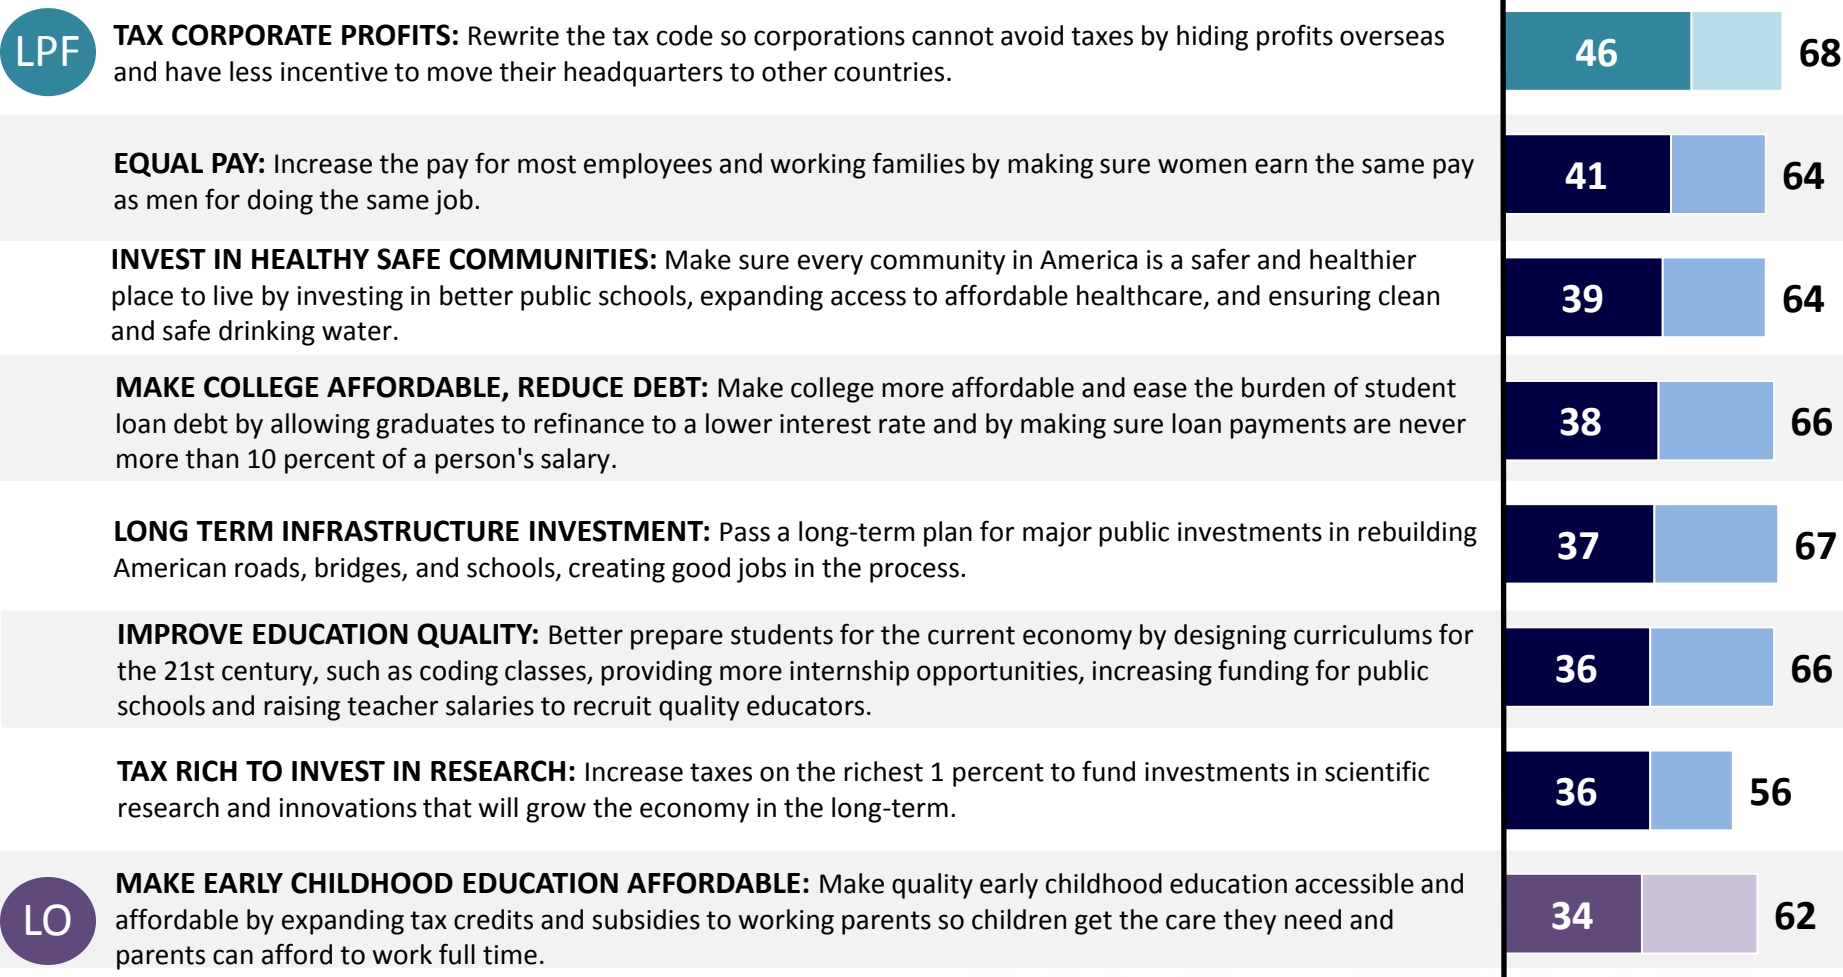 LPF
TAX CORPORATE PROFITS: Rewrite the tax code so corporations cannot avoid taxes by hiding profits overseas
and have less incentive to move their headquarters to other countries.
46 68
EQUAL PAY: Increase the pay for most employees and working families by making sure women earn the same pay
as men for doing the same job.
41 64
INVEST IN HEALTHY SAFE COMMUNITIES: Make sure every community in America is a safer and healthier
place to live by investing in better public schools, expanding access to affordable healthcare, and ensuring clean
and safe drinking water.
39 64
MAKE COLLEGE AFFORDABLE, REDUCE DEBT: Make college more affordable and ease the burden of student
loan debt by allowing graduates to refinance to a lower interest rate and by making sure loan payments are never
more than 10 percent of a person's salary.
38 66
LONG TERM INFRASTRUCTURE INVESTMENT: Pass a long-term plan for major public investments in rebuilding
American roads, bridges, and schools, creating good jobs in the process.
37 67
IMPROVE EDUCATION QUALITY: Better prepare students for the current economy by designing curriculums for
the 21st century, such as coding classes, providing more internship opportunities, increasing funding for public
schools and raising teacher salaries to recruit quality educators.
36 66
TAX RICH TO INVEST IN RESEARCH: Increase taxes on the richest 1 percent to fund investments in scientific
research and innovations that will grow the economy in the long-term.
36 56
LO
MAKE EARLY CHILDHOOD EDUCATION AFFORDABLE: Make quality early childhood education accessible and
affordable by expanding tax credits and subsidies to working parents so children get the care they need and
parents can afford to work full time.
34 62